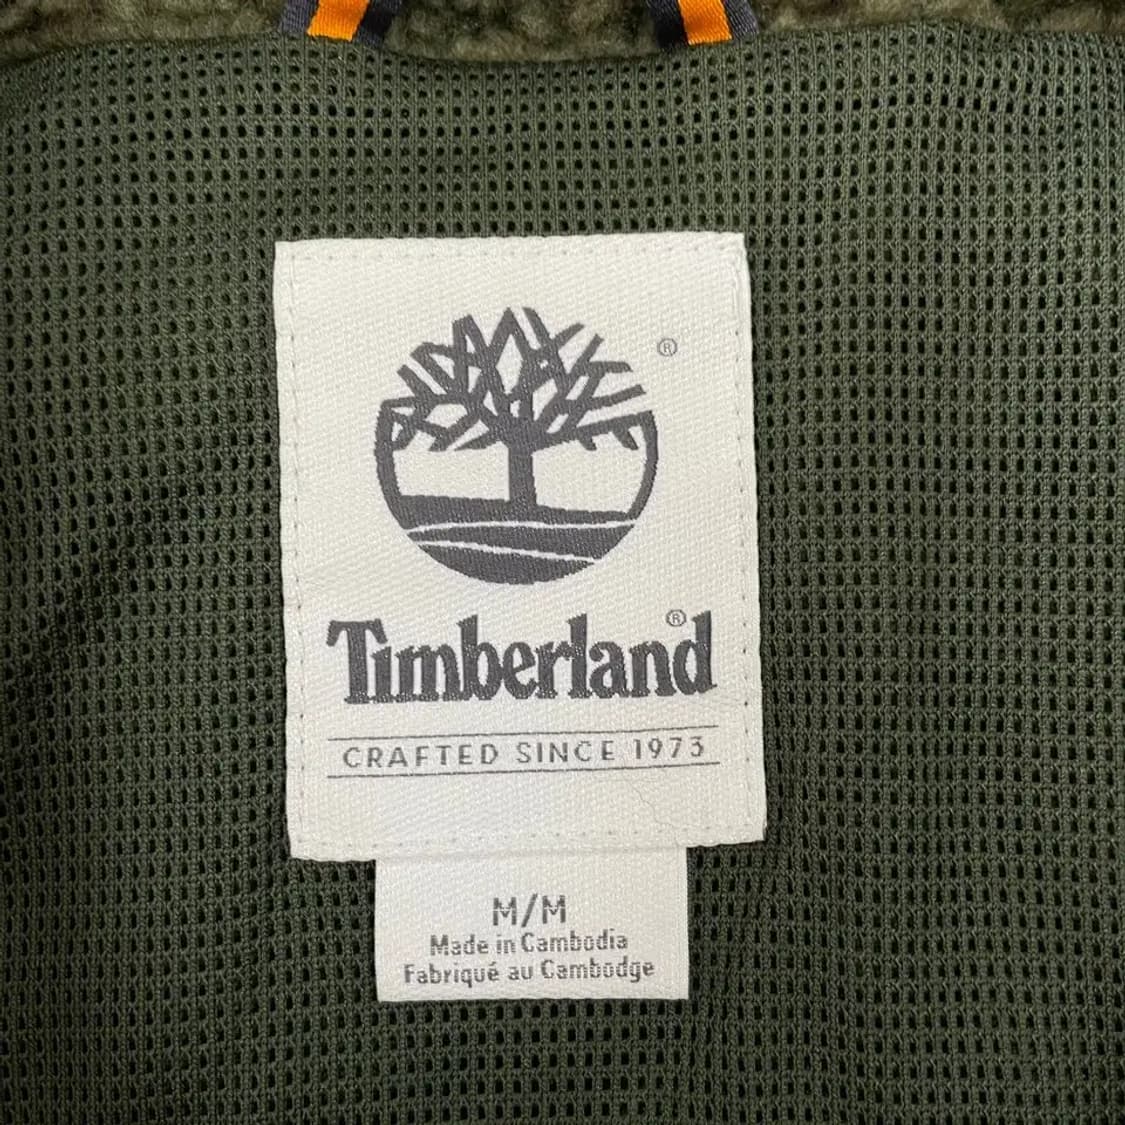 ®
Timberland®
CRAFTED SINCE 1973
M/M
Made in Cambodia
Fabriqué au Cambodge